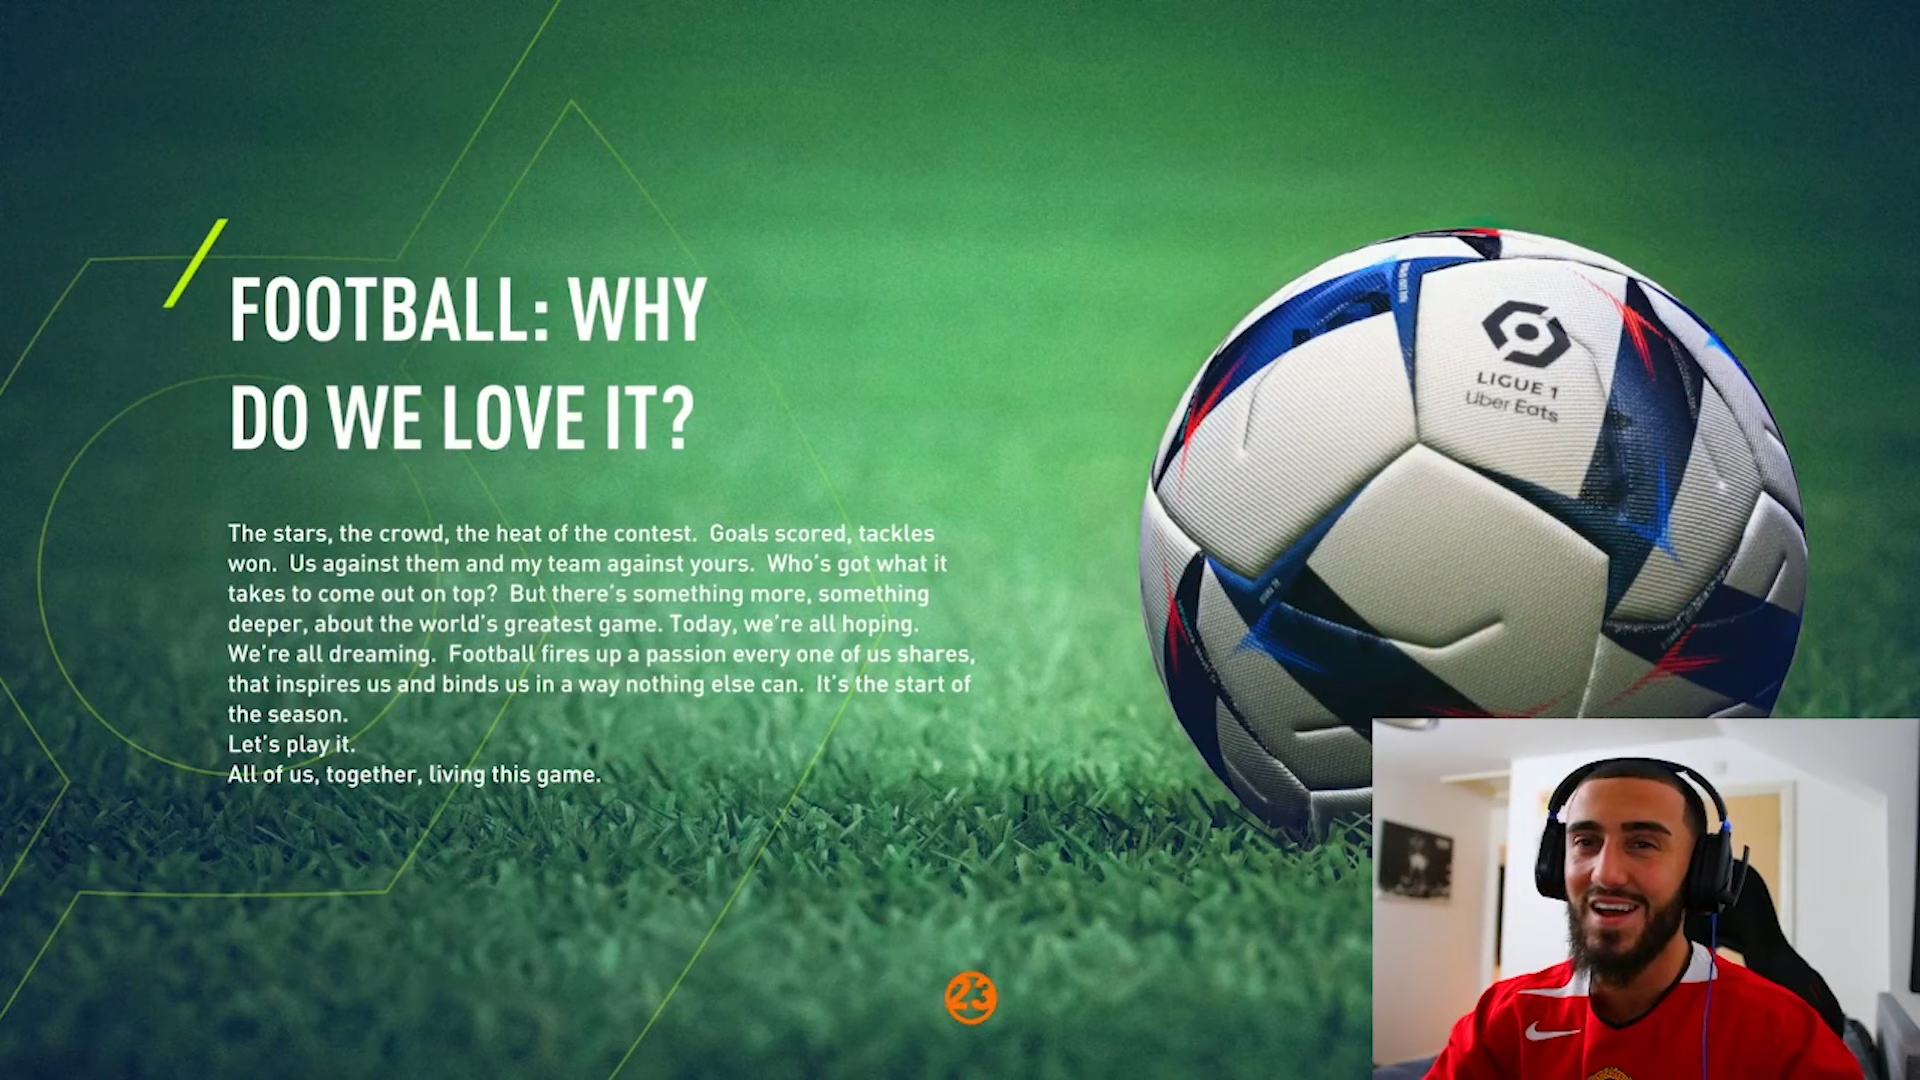 FOOTBALL: WHY
DO WE LOVE IT?
The stars, the crowd, the heat of the contest. Goals scored, tackles
won. Us against them and my team against yours. Who's got what it
takes to come out on top? But there's something more, something
deeper, about the world's greatest game. Today, we're all hoping.
We're all dreaming. Football fires up a passion every one of us shares,
that inspires us and binds us in a way nothing else can. It's the start of
the season.
Let's play it.
All of us, together, living this game.
LIGUE 1
Uber Eats
23